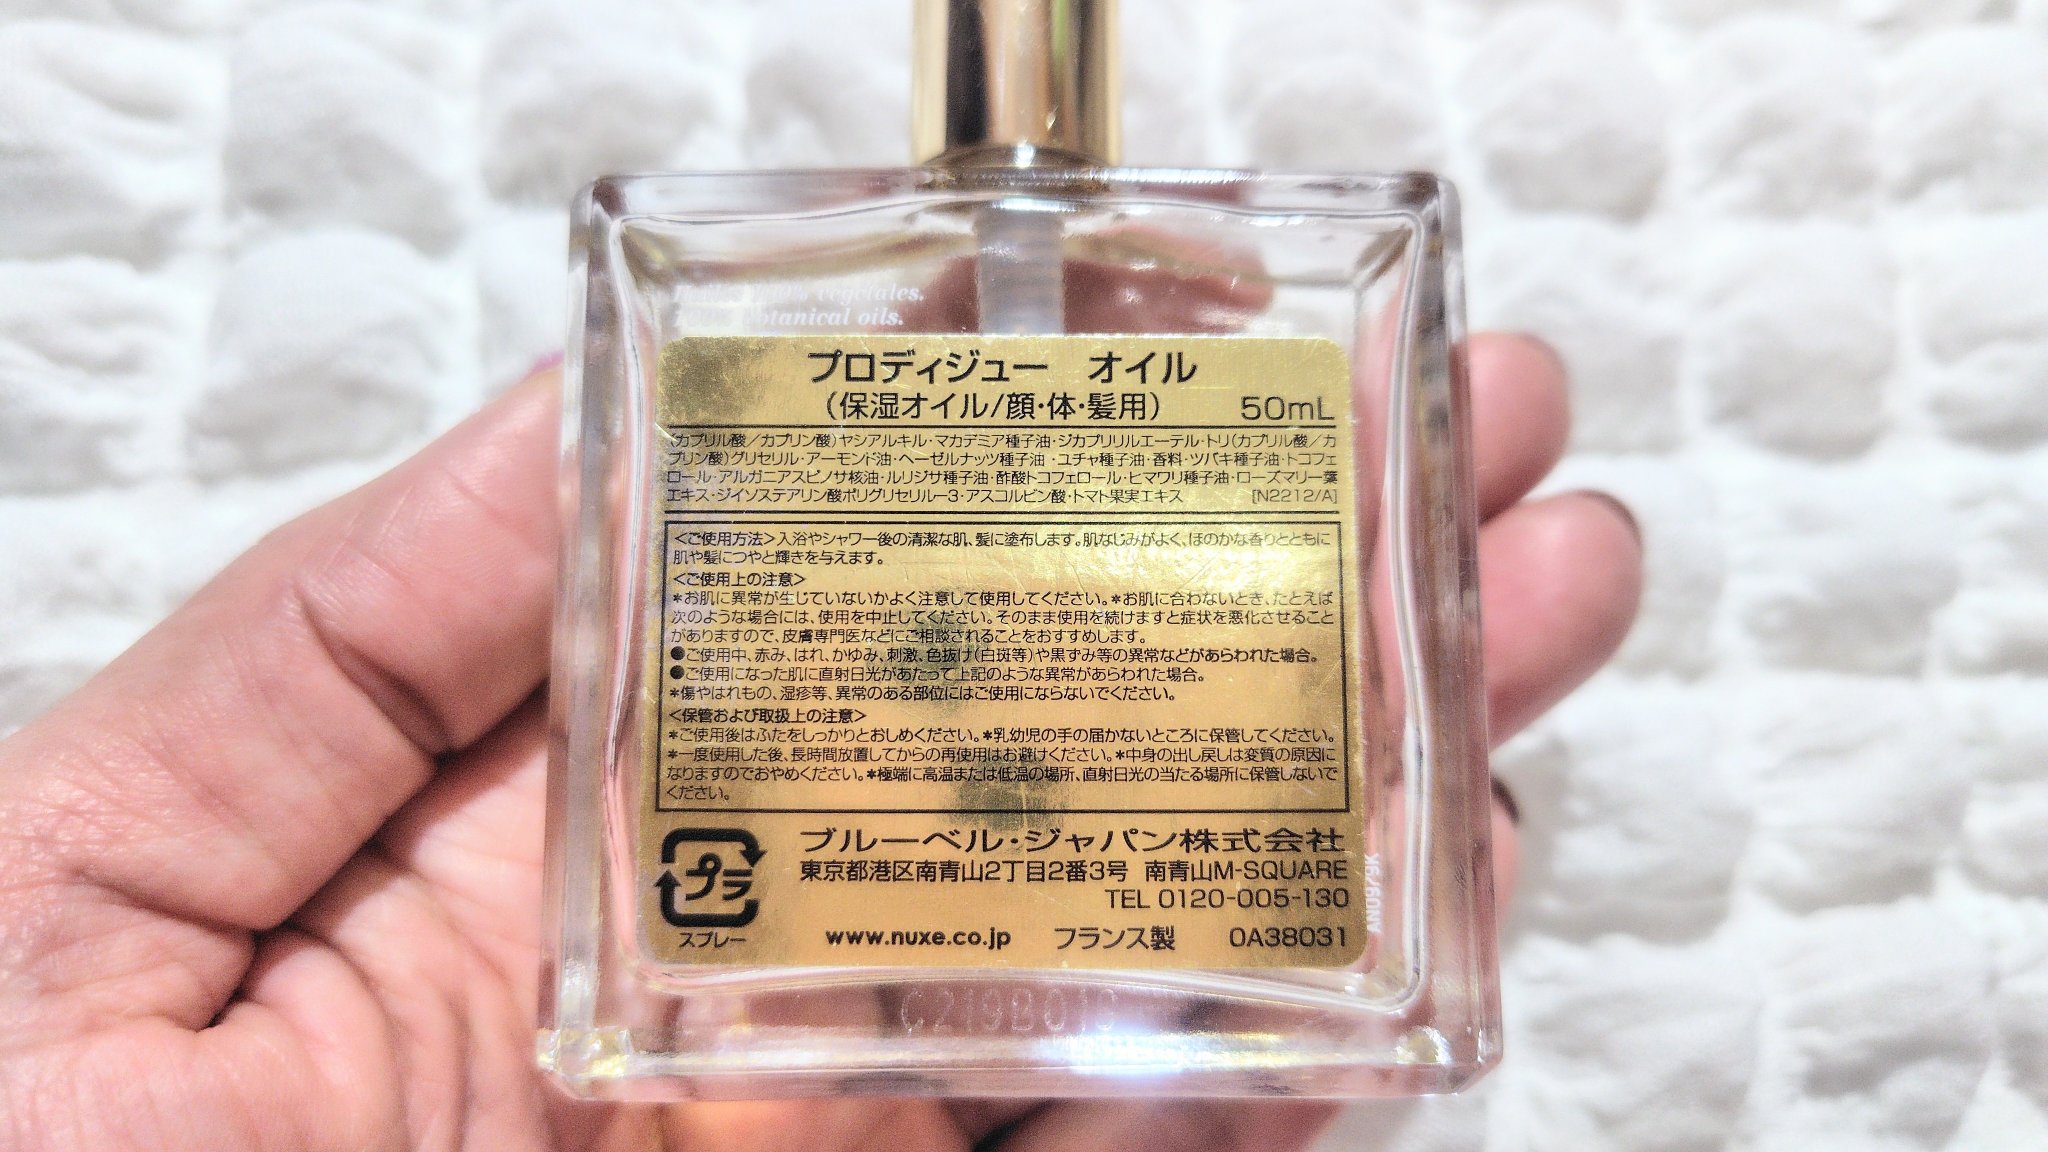 vegetales.
botanical oils.
プロディジュー オイル
(保湿オイル/顔・体・髪用) 50mL
(カプリル酸/カプリン酸)ヤシアルキル・マカデミア種子油・ジカプリリルエーテル・トリ(カプリル酸/カ
プリン酸)グリセリル・アーモンド油・ヘーゼルナッツ種子油・ユチャ種子油・香料・ツバキ種子油・トコフェ
ロール・アルガニアスピノサ核油・ルリジサ種子油・酢酸トコフェロール・ヒマワリ種子油・ローズマリー葉
エキス・ジイソステアリン酸ポリグリセリル-3・アスコルビン酸・トマト果実エキス [N2212/A]
<ご使用方法>入浴やシャワー後の清潔な肌、髪に塗布します。肌なじみがよく、ほのかな香りとともに
肌や髪につやと輝きを与えます。
<ご使用上の注意>
*お肌に異常が生じていないかよく注意して使用してください。*お肌に合わないとき、たとえば
次のような場合には、使用を中止してください。そのまま使用を続けますと症状を悪化させること
がありますので、皮膚専門医などにご相談されることをおすすめします。
●ご使用中、赤み、はれ、かゆみ、刺激、色抜け(白斑等)や黒ずみ等の異常などがあらわれた場合。
●ご使用になった肌に直射日光があたって上記のような異常があらわれた場合。
*傷やはれもの、湿疹等、異常のある部位にはご使用にならないでください。
<保管および取扱上の注意>
*ご使用後はふたをしっかりとおしめください。*乳幼児の手の届かないところに保管してください。
*一度使用した後、長時間放置してからの再使用はお避けください。*中身の出し戻しは変質の原因に
なりますのでおやめください。*極端に高温または低温の場所、直射日光の当たる場所に保管しないで
ください。
プラ
スプレー
ブルーベル・ジャパン株式会社
東京都港区南青山2丁目2番3号 南青山M-SQUARE
TEL 0120-005-130
www.nuxe.co.jp フランス製 0A38031
AN0979K
C219B010